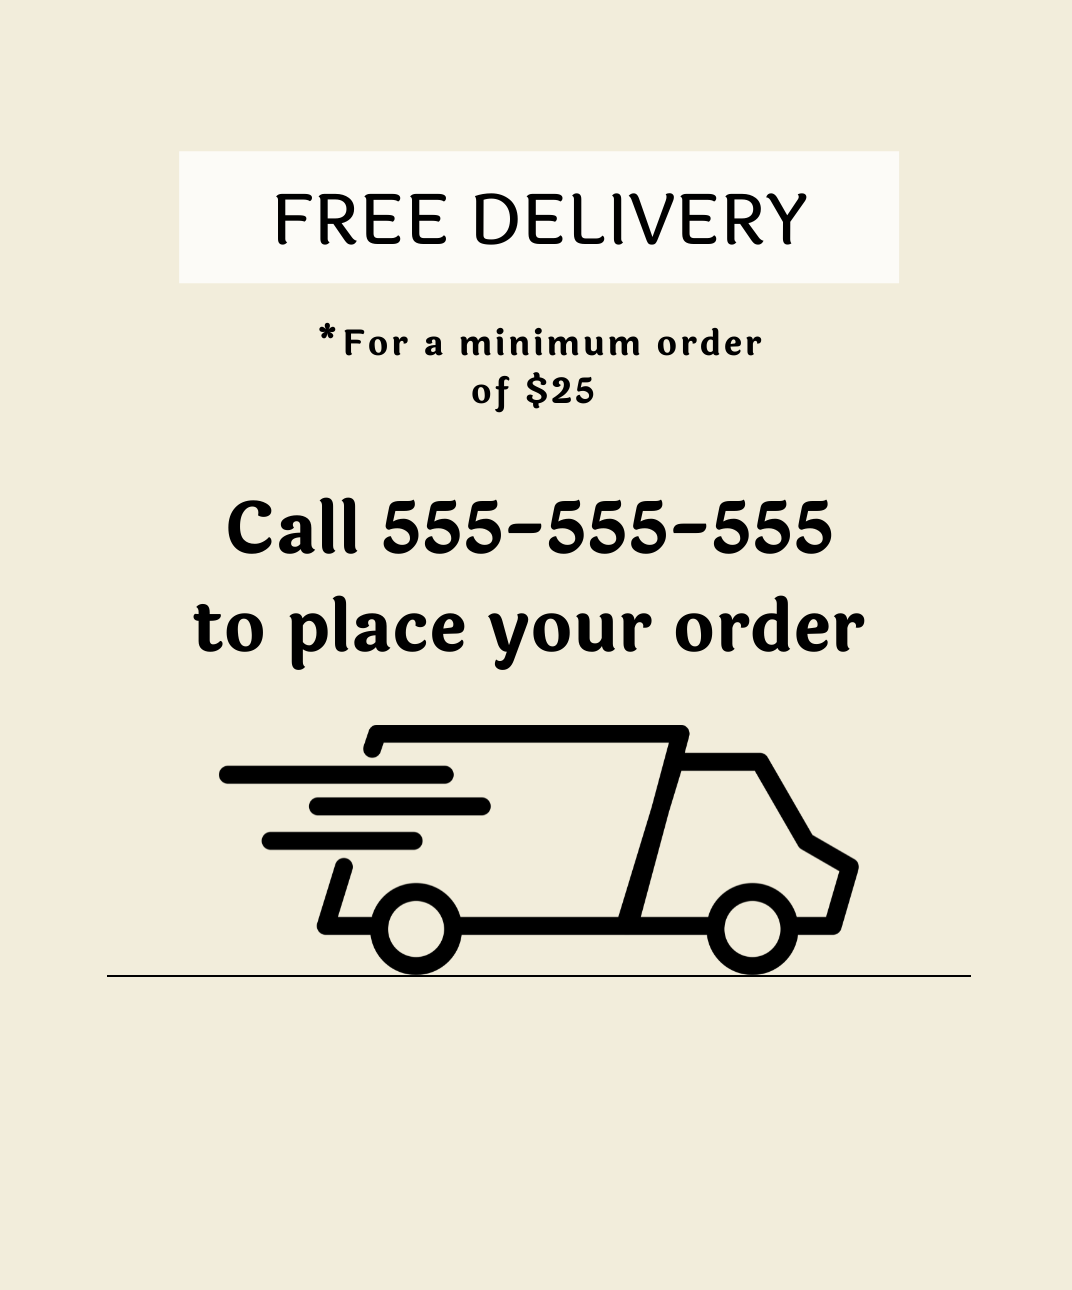 FREE DELIVERY
*For a minimum order
of $25
Call 555-555-555
to place your order